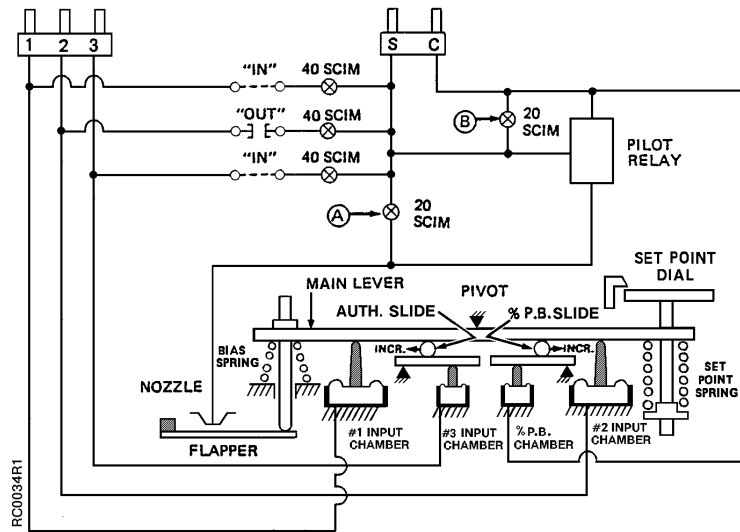 1 2 3
S C
"IN" 40 SCIM
"OUT" 40 SCIM
"IN" 40 SCIM
B
20
SCIM
PILOT
RELAY
A
20
SCIM
MAIN LEVER
AUTH. SLIDE
PIVOT
% P.B. SLIDE
SET POINT
DIAL
INCR.
INCR.
BIAS
SPRING
SET
POINT
SPRING
NOZZLE
FLAPPER
#1 INPUT
CHAMBER
#3 INPUT
CHAMBER
% P.B.
CHAMBER
#2 INPUT
CHAMBER
RC0034R1